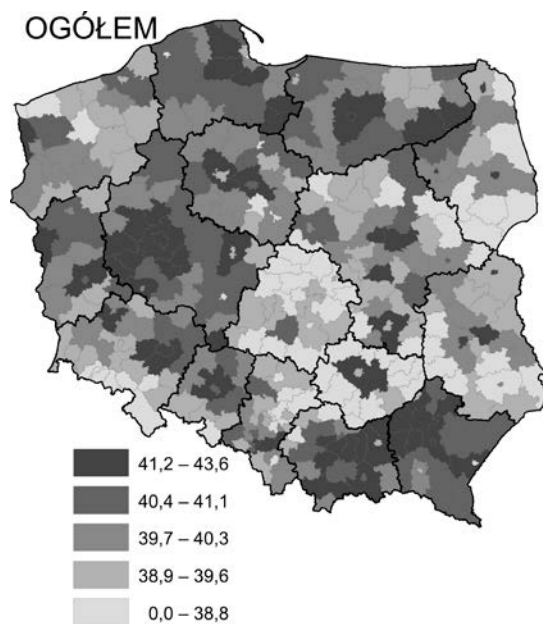 OGÓŁEM
41,2 – 43,6
40,4 – 41,1
39,7 – 40,3
38,9 – 39,6
0,0 – 38,8